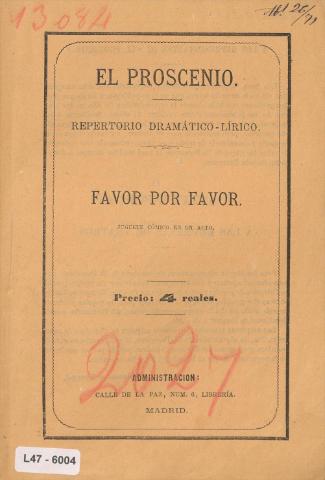 13084
EL PROSCENIO.
REPERTORIO DRAMÁTICO-LÍRICO.
FAVOR POR FAVOR.
JUGUETE CÓMICO EN UN ACTO.
Precio: 4 reales.
2027
ADMINISTRACION:
CALLE DE LA PAZ, NUM. 6, LIBRERÍA.
MADRID.
L47 - 6004